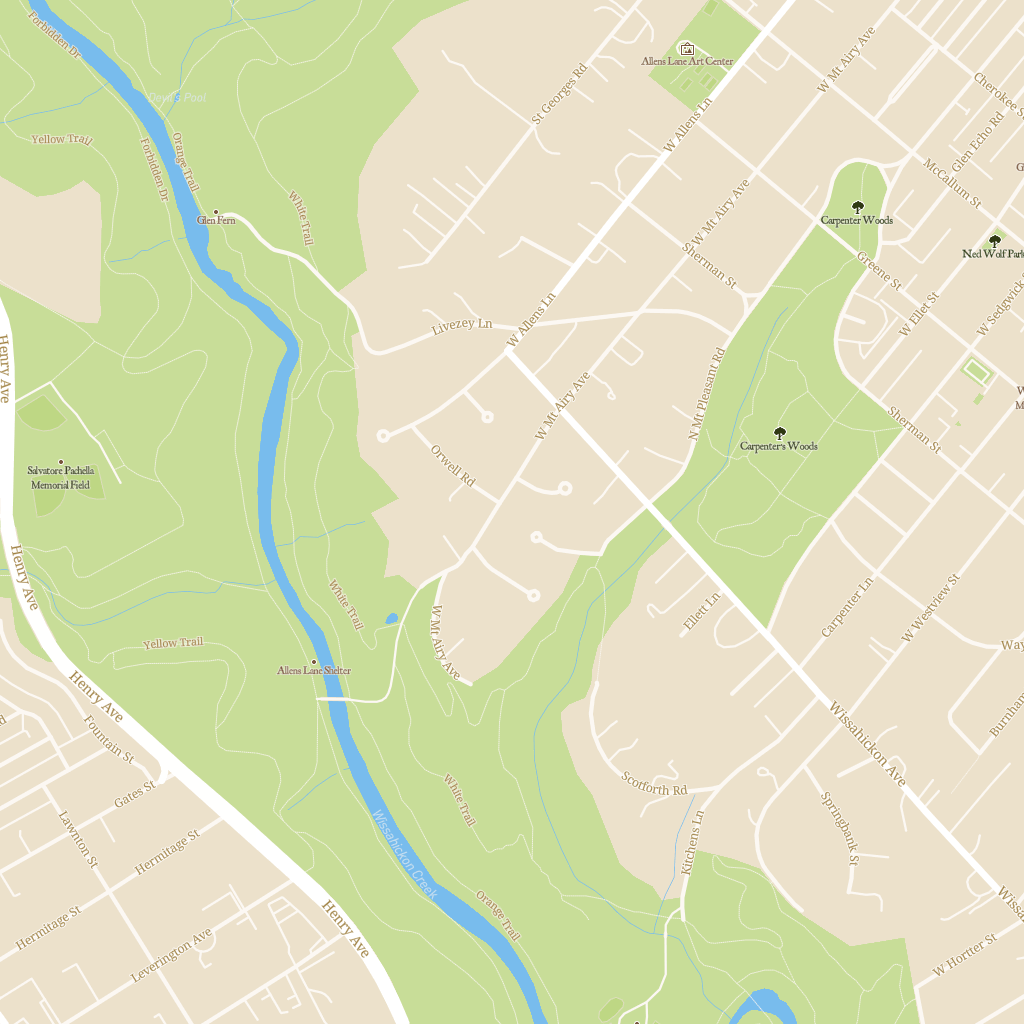 Forbidden Dr
Devil's Pool
Yellow Trail
Forbidden Dr
Orange Trail
White Trail
Glen Fern
St Georges Rd
Allens Lane Art Center
W Allens Ln
W Mt Airy Ave
Cherokee S
Glen Echo Rd
McCallum St
G
Carpenter Woods
Ned Wolf Park
W Mt Airy Ave
Sherman St
Greene St
W Ellet St
W Sedgwick
Livezey Ln
W Allens Ln
Henry Ave
W Mt Airy Ave
N Mt Pleasant Rd
W
M
Sherman St
Carpenter's Woods
Orwell Rd
Salvatore Pachella
Memorial Field
Henry Ave
White Trail
W Mt Airy Ave
Ellett Ln
Carpenter Ln
W Westview St
Way
Yellow Trail
Allens Lane Shelter
Henry Ave
Fountain St
d
Burnham
Wissahickon Ave
Gates St
Lawnton St
Hermitage St
White Trail
Scotforth Rd
Kitchens Ln
Springbank St
Wissahickon Creek
Orange Trail
Henry Ave
Hermitage St
Leverington Ave
Wissa
W Hortter St